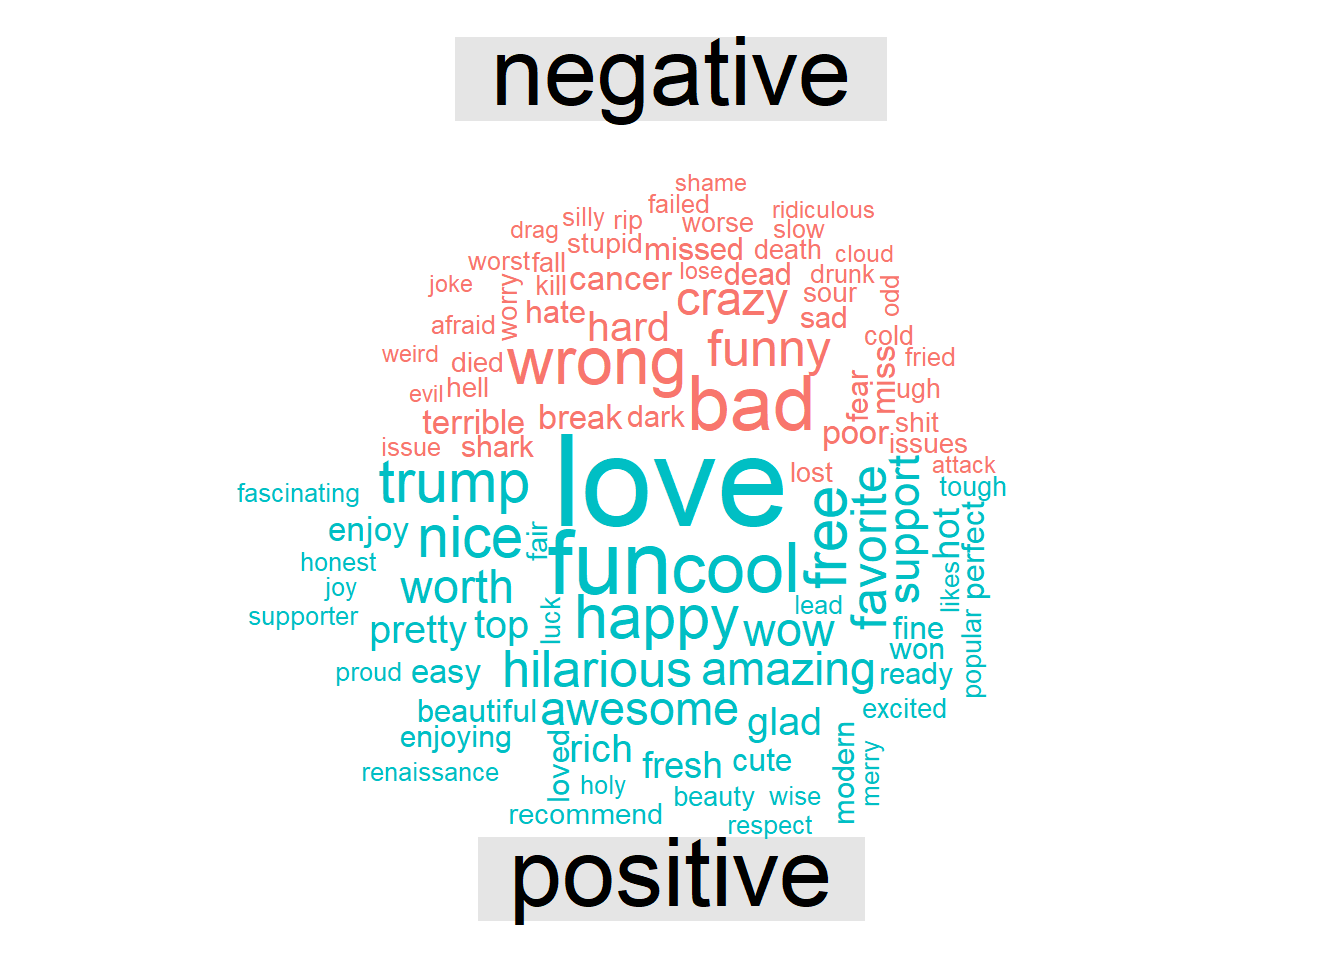 negative
shame
failed
ridiculous
silly
rip
worse
slow
drag
stupid
missed
death
cloud
worst
fall
cancer
lose
dead
drunk
joke
worry
kill
crazy
sour
odd
afraid
hate
hard
sad
cold
weird
died
wrong
funny
miss
fried
evil
hell
bad
fear
ugh
terrible
break
dark
poor
shit
issue
shark
issues
lost
attack
love
trump
fascinating
free
favorite
support
tough
enjoy
nice
fair
hot
perfect
honest
fun
cool
joy
worth
likes
supporter
luck
happy
lead
pretty
top
wow
fine
popular
won
proud
easy
hilarious
amazing
ready
beautiful
awesome
glad
excited
enjoying
loved
rich
modern
merry
renaissance
fresh
cute
holy
beauty
wise
recommend
respect
positive